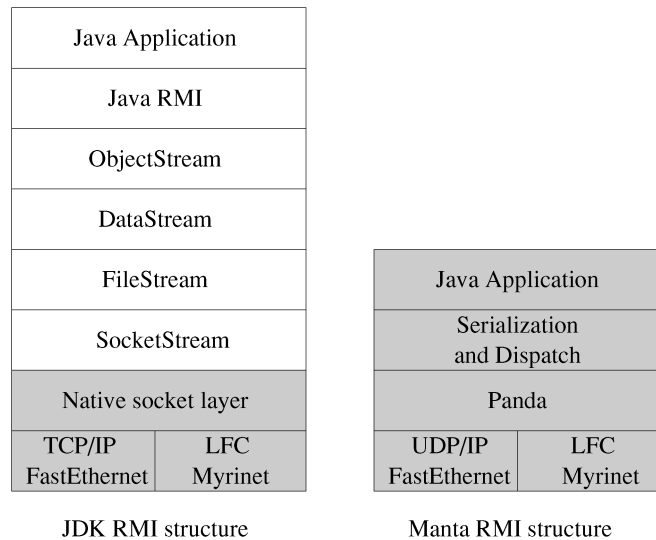 Java Application
Java RMI
ObjectStream
DataStream
FileStream
SocketStream
Native socket layer
TCP/IP
FastEthernet
LFC
Myrinet
JDK RMI structure
Java Application
Serialization
and Dispatch
Panda
UDP/IP
FastEthernet
LFC
Myrinet
Manta RMI structure